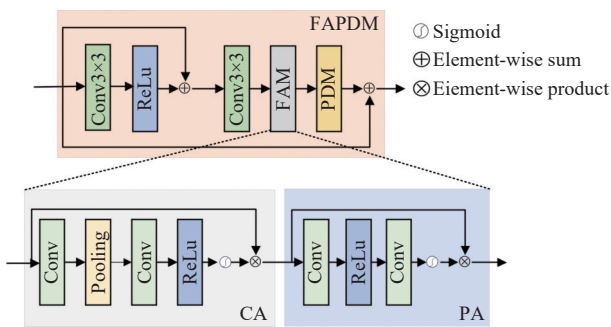 FAPDM
Conv3×3
ReLu
Conv3×3
FAM
PDM
Sigmoid
Element-wise sum
Eiement-wise product
Conv
Pooling
Conv
ReLu
CA
Conv
ReLu
Conv
PA